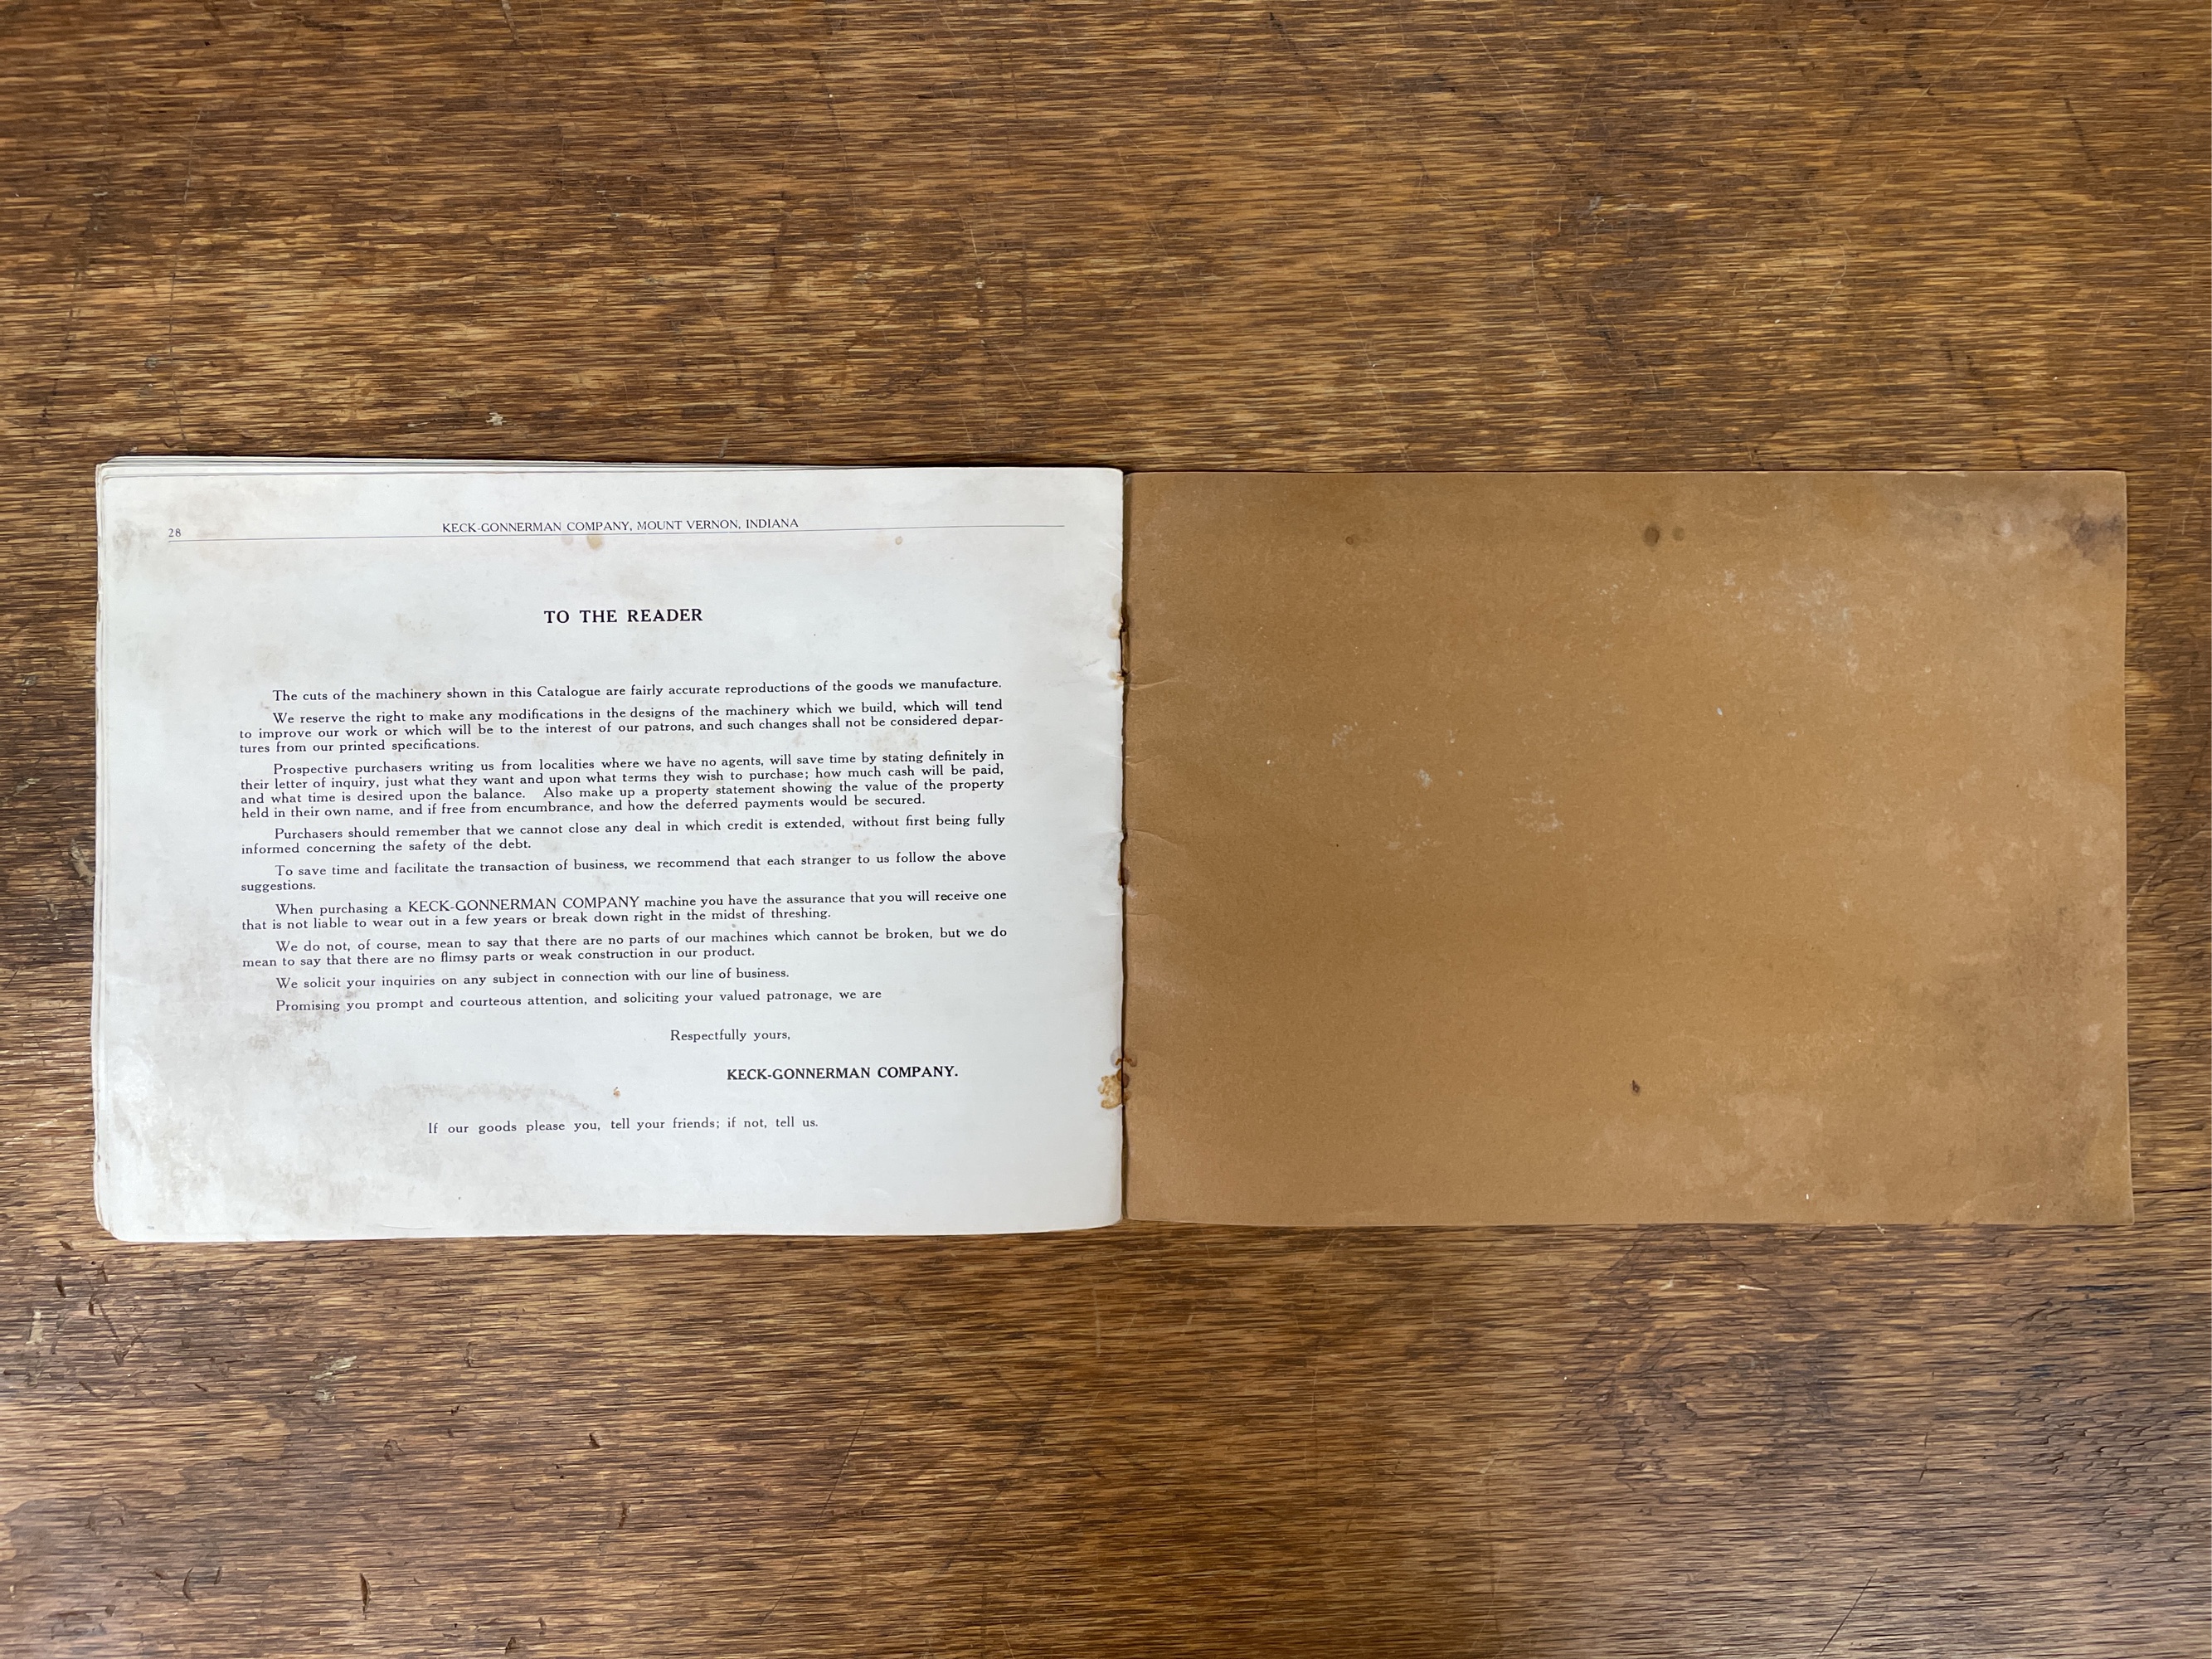 28
KECK-GONNERMAN COMPANY, MOUNT VERNON, INDIANA
TO THE READER
The cuts of the machinery shown in this Catalogue are fairly accurate reproductions of the goods we manufacture.
We reserve the right to make any modifications in the designs of the machinery which we build, which will tend
to improve our work or which will be to the interest of our patrons, and such changes shall not be considered depar-
tures from our printed specifications.
Prospective purchasers writing us from localities where we have no agents, will save time by stating definitely in
their letter of inquiry, just what they want and upon what terms they wish to purchase; how much cash will be paid,
and what time is desired upon the balance. Also make up a property statement showing the value of the property
held in their own name, and if free from encumbrance, and how the deferred payments would be secured.
Purchasers should remember that we cannot close any deal in which credit is extended, without first being fully
informed concerning the safety of the debt.
To save time and facilitate the transaction of business, we recommend that each stranger to us follow the above
suggestions.
When purchasing a KECK-GONNERMAN COMPANY machine you have the assurance that you will receive one
that is not liable to wear out in a few years or break down right in the midst of threshing.
We do not, of course, mean to say that there are no parts of our machines which cannot be broken, but we do
mean to say that there are no flimsy parts or weak construction in our product.
We solicit your inquiries on any subject in connection with our line of business.
Promising you prompt and courteous attention, and soliciting your valued patronage, we are
Respectfully yours,
KECK-GONNERMAN COMPANY.
If our goods please you, tell your friends; if not, tell us.